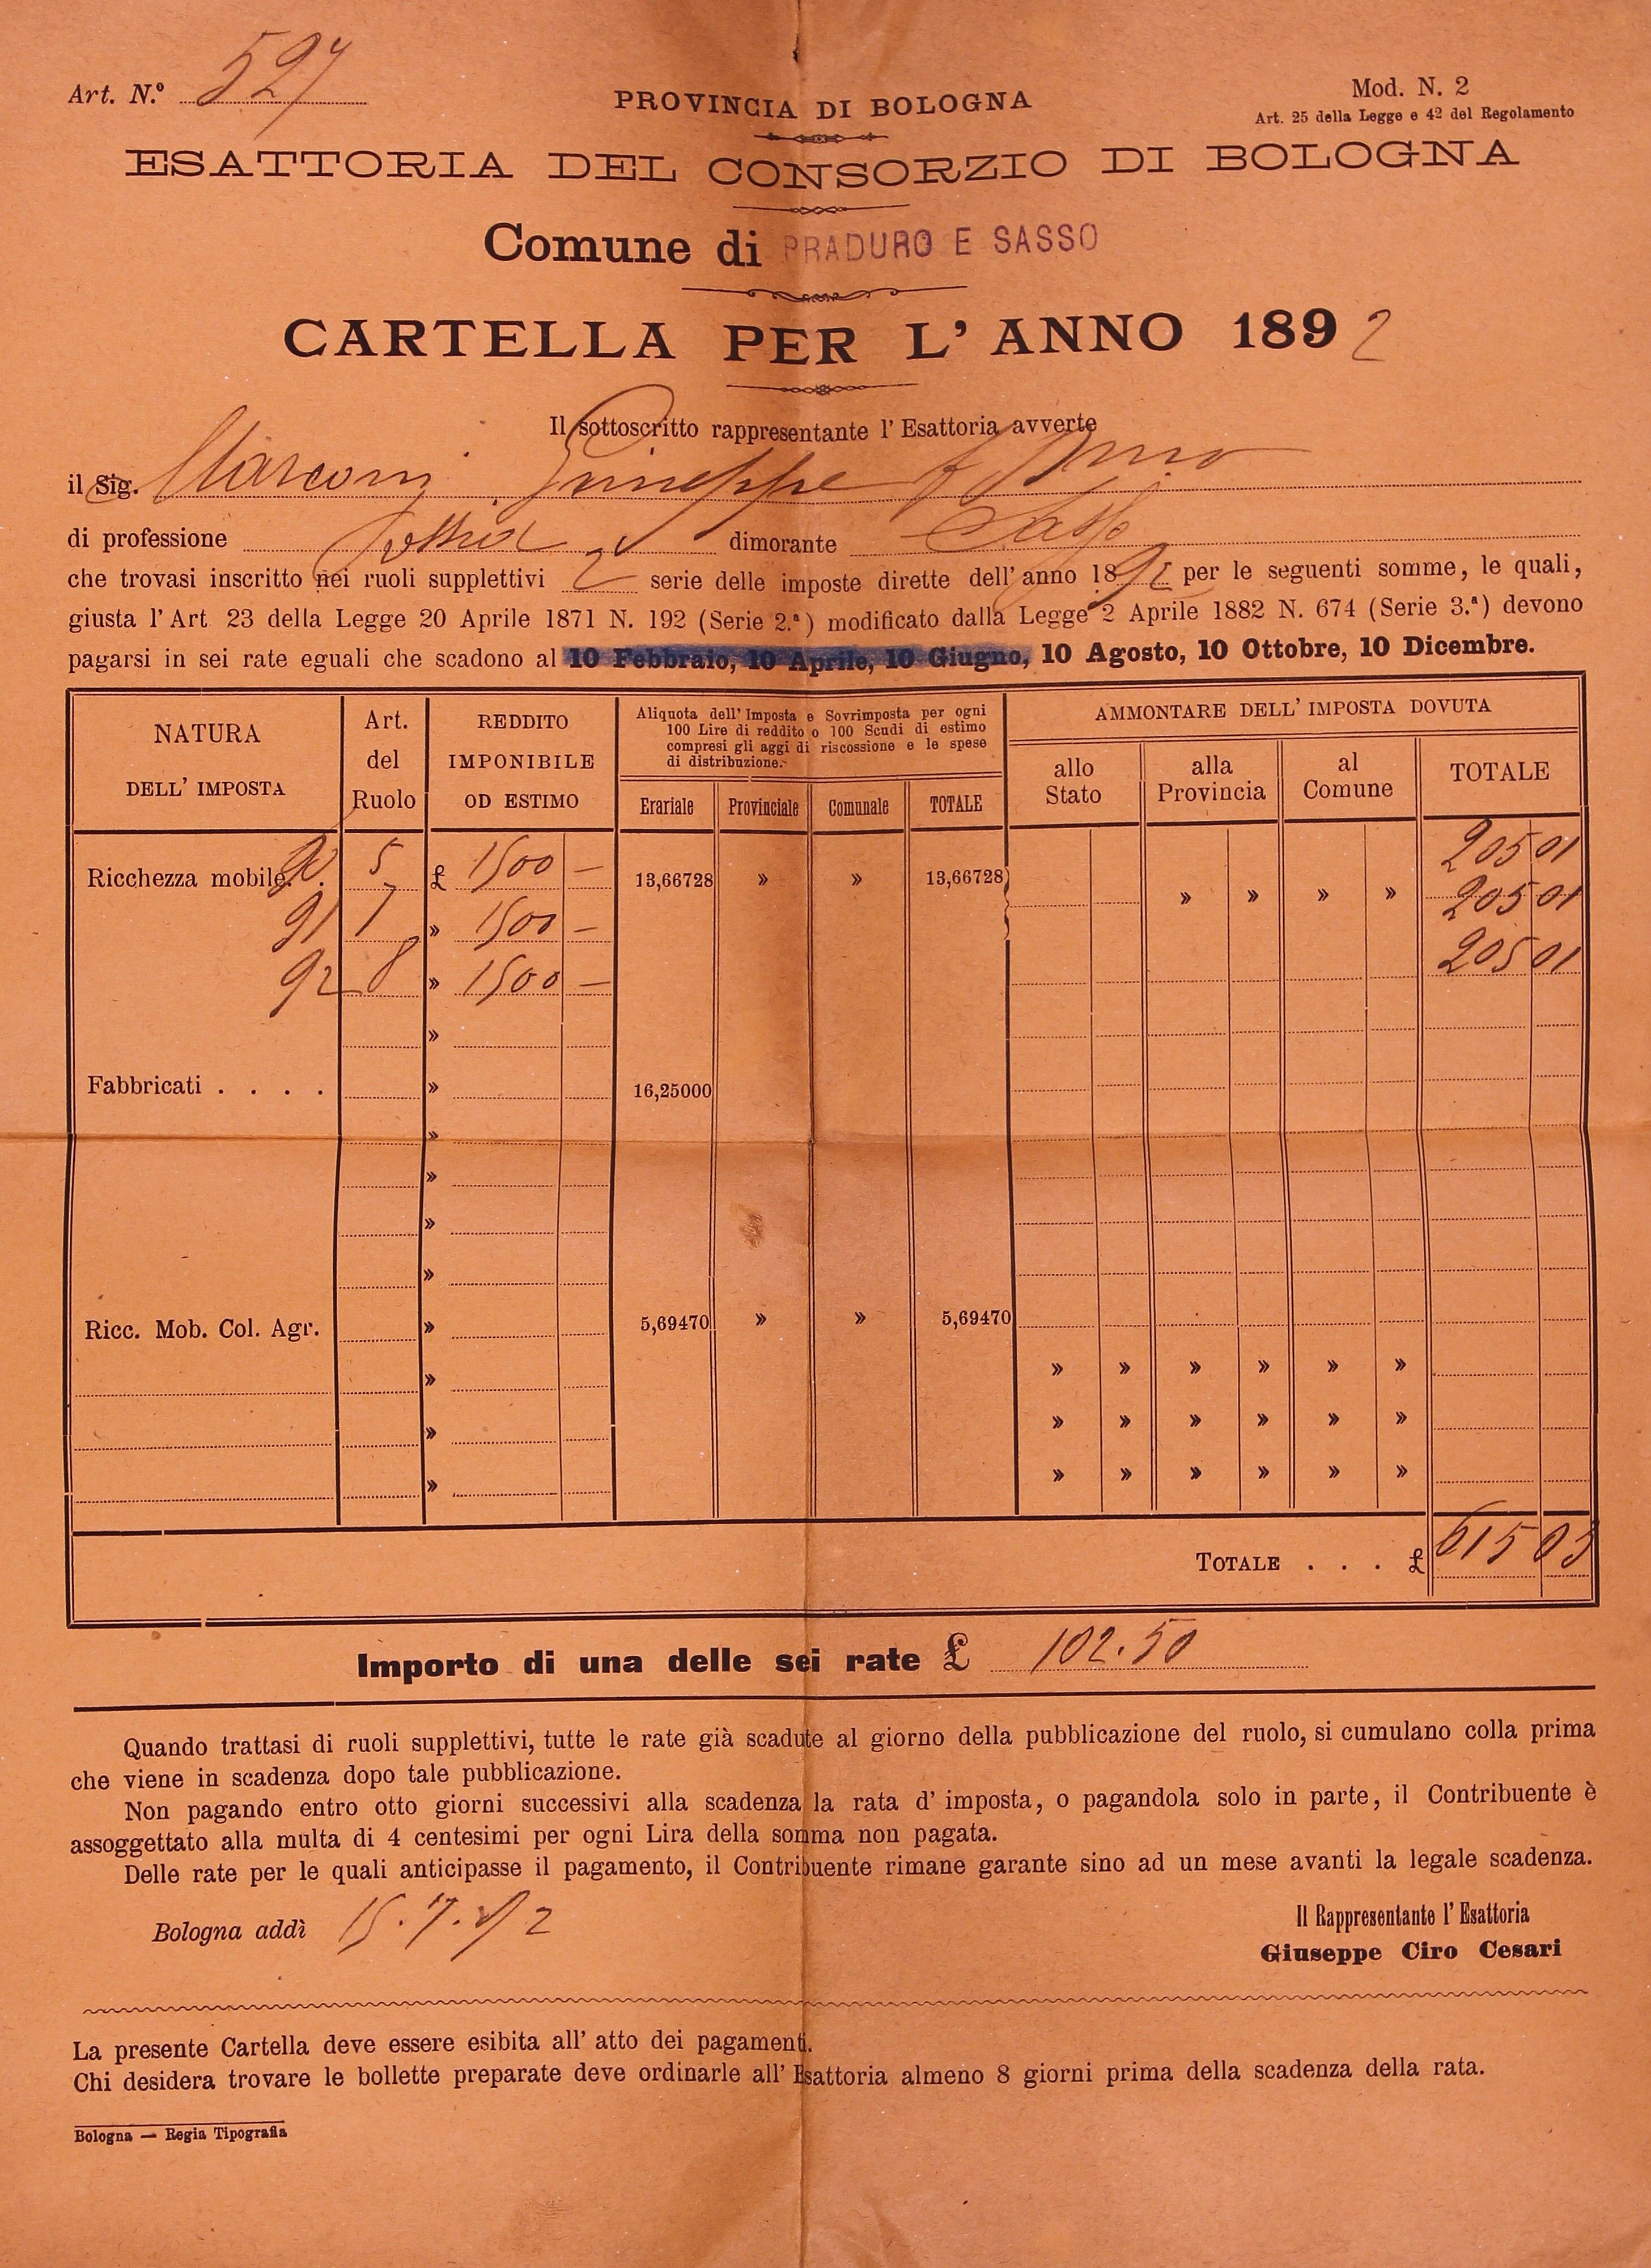 Art. N.º 527
PROVINCIA DI BOLOGNA
Mod. N. 2
Art. 25 della Legge e 42 del Regolamento
ESATTORIA DEL CONSORZIO DI BOLOGNA
Comune di PRADURO E SASSO
CARTELLA PER L' ANNO 1892
Il sottoscritto rappresentante l' Esattoria avverte
il Sig. Marconi Giuseppe
di professione dimorante Sasso
che trovasi inscritto nei ruoli supplettivi 2 serie delle imposte dirette dell' anno 1892 per le seguenti somme, le quali,
giusta l' Art. 23 della Legge 20 Aprile 1871 N. 192 (Serie 2.ª) modificato dalla Legge 2 Aprile 1882 N. 674 (Serie 3.ª) devono
pagarsi in sei rate eguali che scadono al 10 Febbraio, 10 Aprile, 10 Giugno, 10 Agosto, 10 Ottobre, 10 Dicembre.
NATURA
DELL' IMPOSTA
Art.
del
Ruolo
REDDITO
IMPONIBILE
OD ESTIMO
Aliquota dell' Imposta e Sovrimposta per ogni
100 Lire di reddito o 100 Scudi di estimo
compresi gli aggi di riscossione e le spese
di distribuzione.
Erariale Provinciale Comunale TOTALE
AMMONTARE DELL' IMPOSTA DOVUTA
allo
Stato
alla
Provincia
al
Comune
TOTALE
Ricchezza mobile. 90 5 £ 1500 — 13,66728 » » 13,66728 205 01
91 7 » 1500 — » » » » 205 01
92 8 » 1500 — 205 01
»
Fabbricati . . . . » 16,25000
»
»
»
»
Ricc. Mob. Col. Agr. » 5,69470 » » 5,69470
» » » » » » »
» » » » » » »
» » » » » » »
TOTALE . . . £ 615 03
Importo di una delle sei rate £ 102.50
Quando trattasi di ruoli supplettivi, tutte le rate già scadute al giorno della pubblicazione del ruolo, si cumulano colla prima
che viene in scadenza dopo tale pubblicazione.
Non pagando entro otto giorni successivi alla scadenza la rata d' imposta, o pagandola solo in parte, il Contribuente è
assoggettato alla multa di 4 centesimi per ogni Lira della somma non pagata.
Delle rate per le quali anticipasse il pagamento, il Contribuente rimane garante sino ad un mese avanti la legale scadenza.
Bologna addì 15.7.92
Il Rappresentante l' Esattoria
Giuseppe Ciro Cesari
La presente Cartella deve essere esibita all' atto dei pagamenti.
Chi desidera trovare le bollette preparate deve ordinarle all' Esattoria almeno 8 giorni prima della scadenza della rata.
Bologna — Regia Tipografia